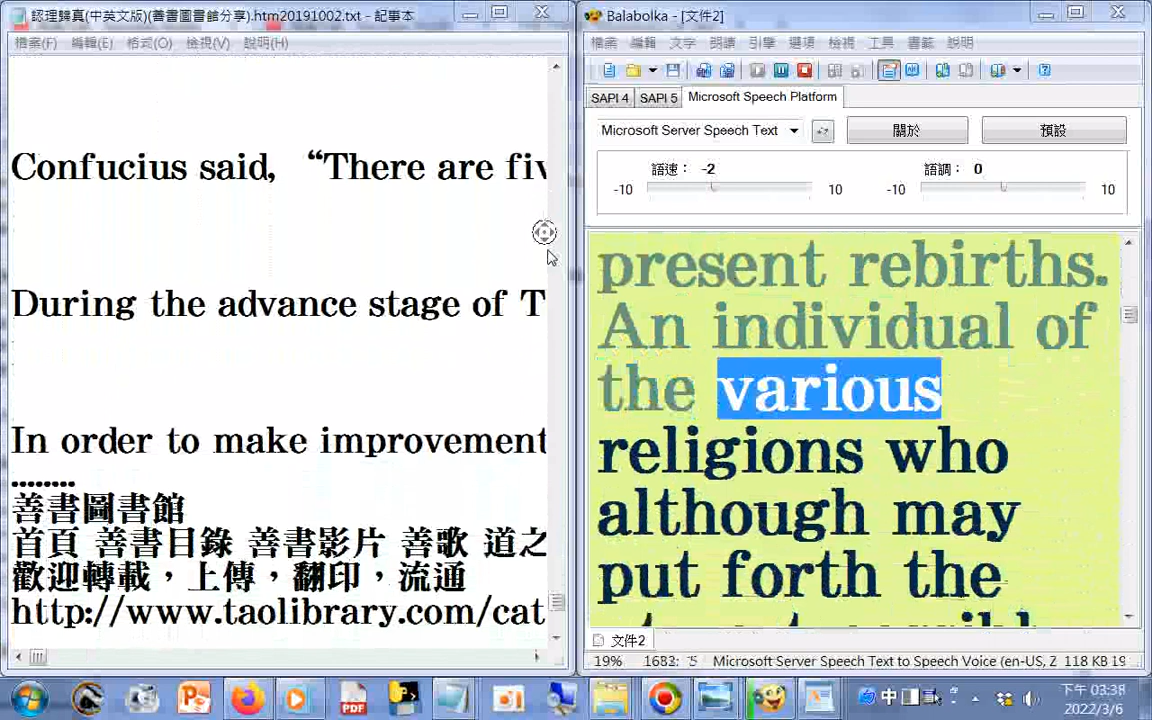 認理歸真(中英文版)(善書圖書館分享).htm20191002.txt - 記事本
檔案(F) 編輯(E) 格式(O) 檢視(V) 說明(H)
Confucius said, “There are fiv
During the advance stage of T
In order to make improvement
........
善書圖書館
首頁 善書目錄 善書影片 善歌 道之
歡迎轉載，上傳，翻印，流通
http://www.taolibrary.com/cat
Balabolka - [文件2]
檔案 編輯 文字 朗讀 引擎 選項 檢視 工具 書籤 說明
SAPI 4 SAPI 5 Microsoft Speech Platform
Microsoft Server Speech Text 關於 預設
語速： -2 語調： 0
-10 10 -10 10
present rebirths.
An individual of
the various
religions who
although may
put forth the
文件2
19% Microsoft Server Speech Text to Speech Voice (en-US, Z 118 KB 19
PDF 中 下午 03:38
2022/3/6